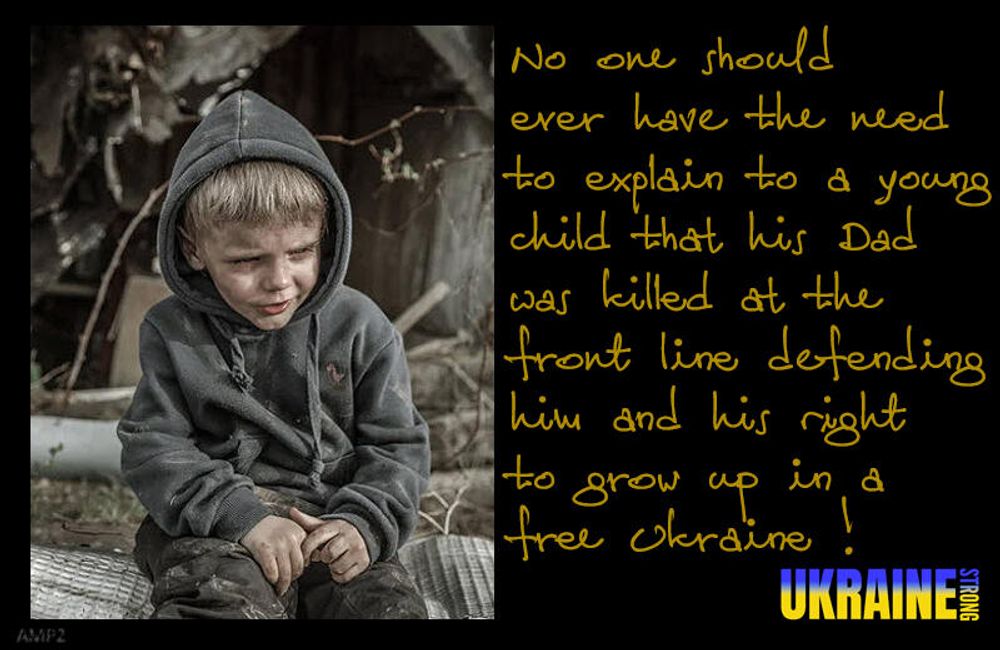 No one should
ever have the need
to explain to a young
child that his Dad
was killed at the
front line defending
him and his right
to grow up in a
free Ukraine !
UKRAINE STRONG
AMP2